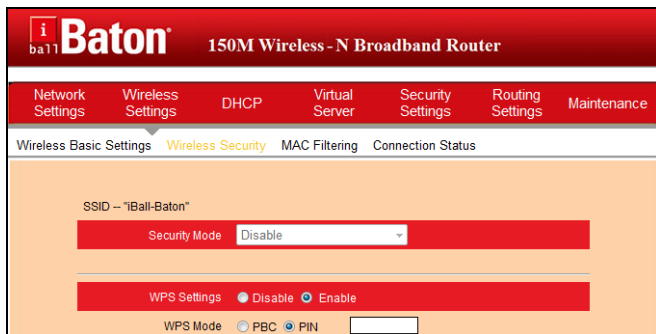 i
ball Baton
150M Wireless-N Broadband Router
Network Settings Wireless Settings DHCP Virtual Server Security Settings Routing Settings Maintenance
Wireless Basic Settings Wireless Security MAC Filtering Connection Status
SSID -- "iBall-Baton"
Security Mode Disable
WPS Settings Disable Enable
WPS Mode PBC PIN